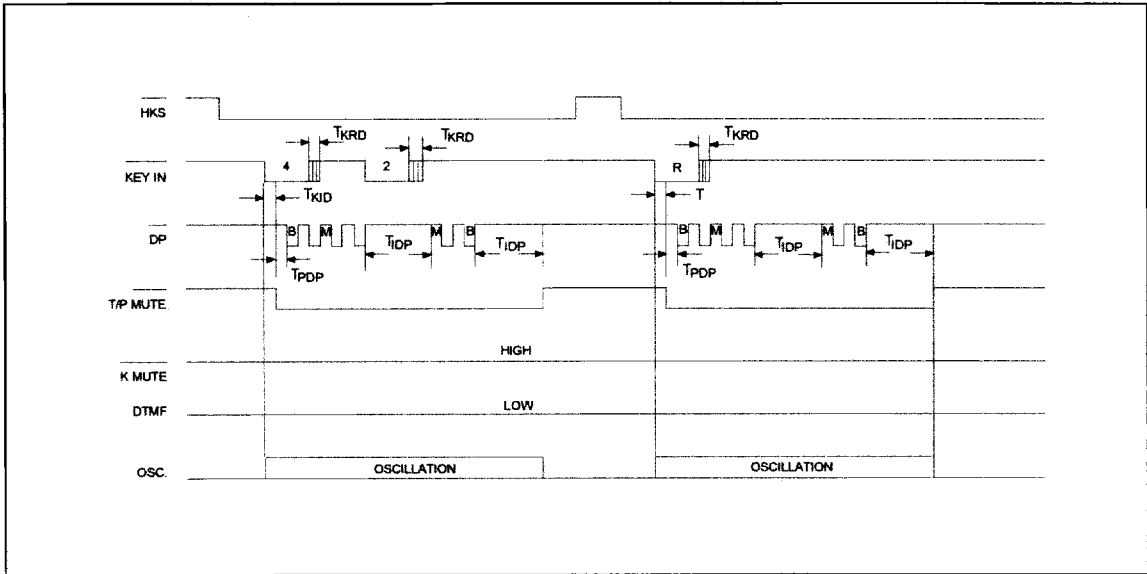 HKS
TKRD TKRD TKRD
KEY IN 4 2 R
TKID T
DP B M M B B M M B
TIDP TIDP TIDP TIDP
TPDP TPDP
T/P MUTE
HIGH
K MUTE
LOW
DTMF
OSC. OSCILLATION OSCILLATION